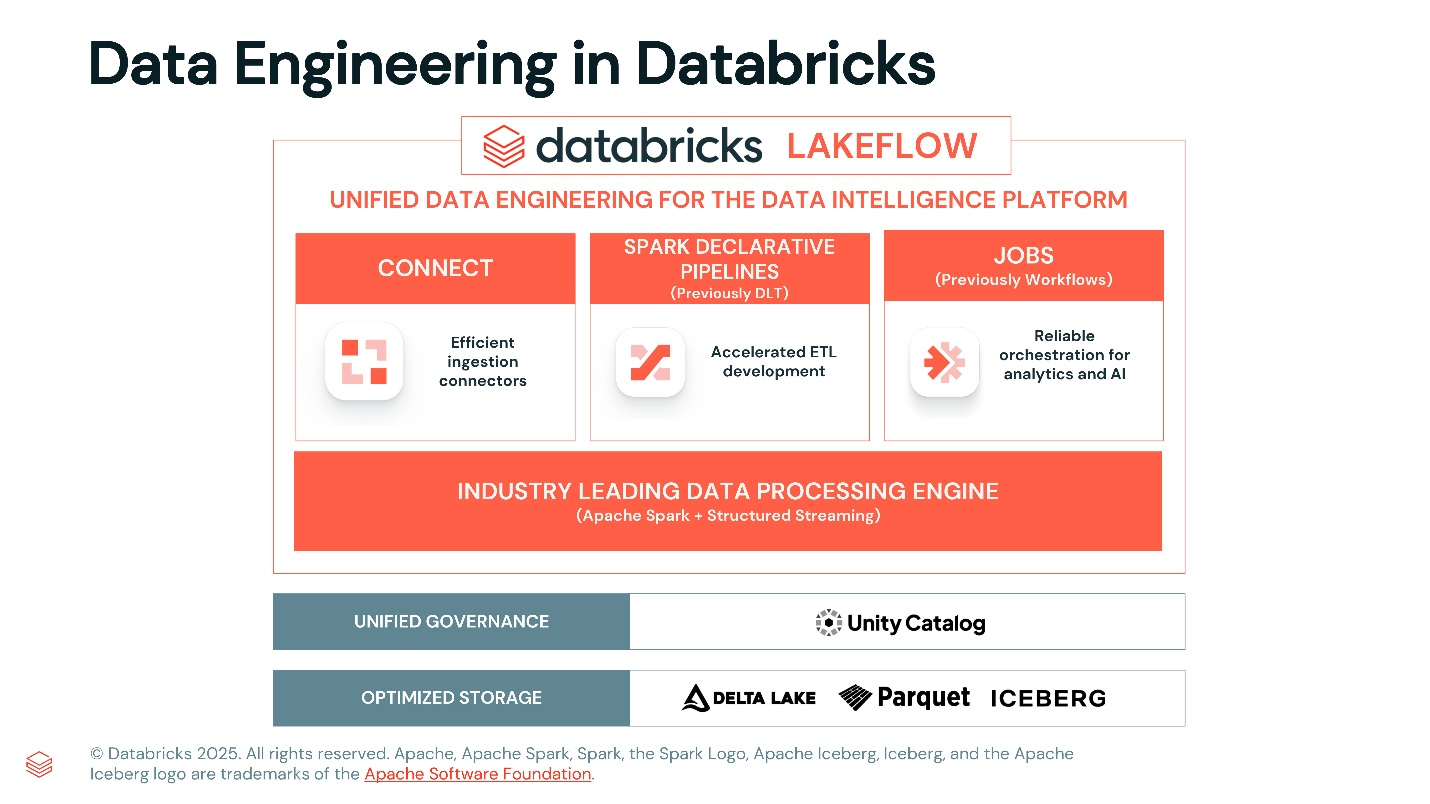 Data Engineering in Databricks
databricks LAKEFLOW
UNIFIED DATA ENGINEERING FOR THE DATA INTELLIGENCE PLATFORM
CONNECT
Efficient
ingestion
connectors
SPARK DECLARATIVE
PIPELINES
(Previously DLT)
Accelerated ETL
development
JOBS
(Previously Workflows)
Reliable
orchestration for
analytics and AI
INDUSTRY LEADING DATA PROCESSING ENGINE
(Apache Spark + Structured Streaming)
UNIFIED GOVERNANCE
Unity Catalog
OPTIMIZED STORAGE
DELTA LAKE Parquet ICEBERG
© Databricks 2025. All rights reserved. Apache, Apache Spark, Spark, the Spark Logo, Apache Iceberg, Iceberg, and the Apache
Iceberg logo are trademarks of the Apache Software Foundation.